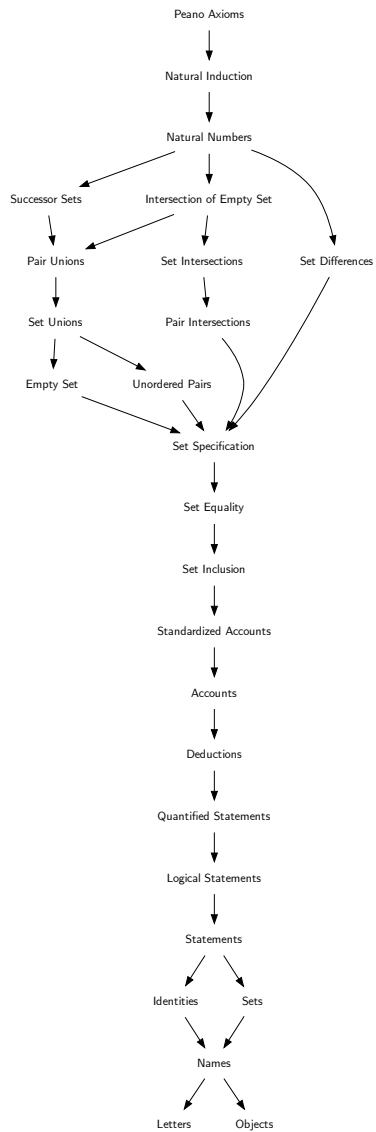 Peano Axioms
Natural Induction
Natural Numbers
Successor Sets
Intersection of Empty Set
Pair Unions
Set Intersections
Set Differences
Set Unions
Pair Intersections
Empty Set
Unordered Pairs
Set Specification
Set Equality
Set Inclusion
Standardized Accounts
Accounts
Deductions
Quantified Statements
Logical Statements
Statements
Identities
Sets
Names
Letters
Objects